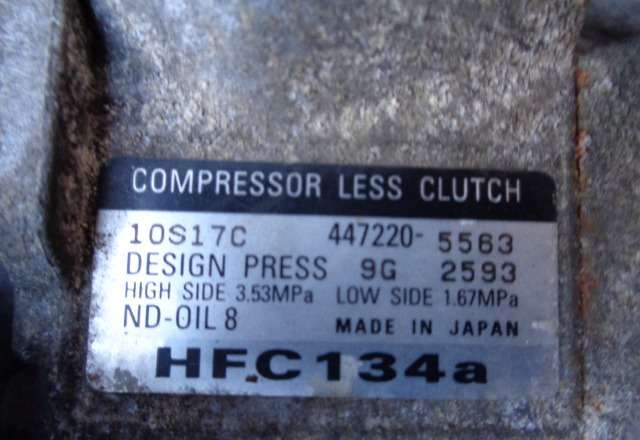 COMPRESSOR LESS CLUTCH
10S17C 447220- 5563
DESIGN PRESS 9G 2593
HIGH SIDE 3.53MPa LOW SIDE 1.67MPa
ND-OIL 8 MADE IN JAPAN
HFC134a